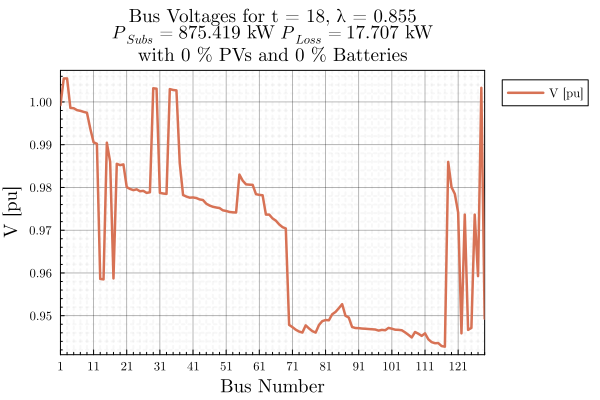 Bus Voltages for t = 18, λ = 0.855
P_Subs = 875.419 kW P_Loss = 17.707 kW
with 0 % PVs and 0 % Batteries
V [pu]
1.00
0.99
0.98
0.97
0.96
0.95
V [pu]
1 11 21 31 41 51 61 71 81 91 101 111 121
Bus Number